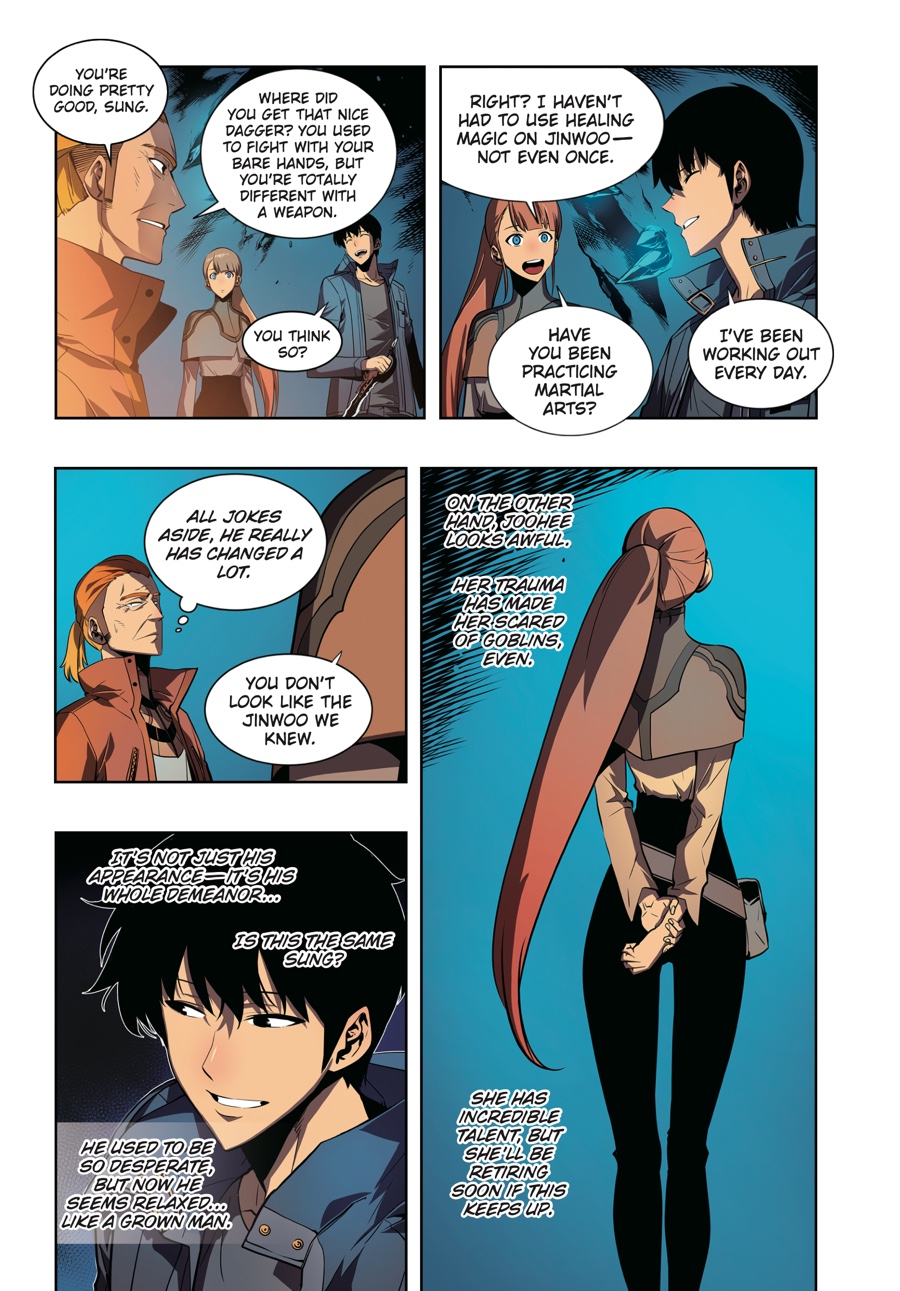 YOU'RE
DOING PRETTY
GOOD, SUNG.
WHERE DID
YOU GET THAT NICE
DAGGER? YOU USED
TO FIGHT WITH YOUR
BARE HANDS, BUT
YOU'RE TOTALLY
DIFFERENT WITH
A WEAPON.
YOU THINK
SO?
RIGHT? I HAVEN'T
HAD TO USE HEALING
MAGIC ON JINWOO—
NOT EVEN ONCE.
HAVE
YOU BEEN
PRACTICING
MARTIAL
ARTS?
I'VE BEEN
WORKING OUT
EVERY DAY.
ALL JOKES
ASIDE, HE REALLY
HAS CHANGED A
LOT.
YOU DON'T
LOOK LIKE THE
JINWOO WE
KNEW.
ON THE OTHER
HAND, JOOHEE
LOOKS AWFUL.
HER TRAUMA
HAS MADE
HER SCARED
OF GOBLINS,
EVEN.
SHE HAS
INCREDIBLE
TALENT, BUT
SHE'LL BE
RETIRING
SOON IF THIS
KEEPS UP.
IT'S NOT JUST HIS
APPEARANCE—IT'S HIS
WHOLE DEMEANOR...
IS THIS THE SAME
SUNG?
HE USED TO BE
SO DESPERATE,
BUT NOW HE
SEEMS RELAXED...
LIKE A GROWN MAN.